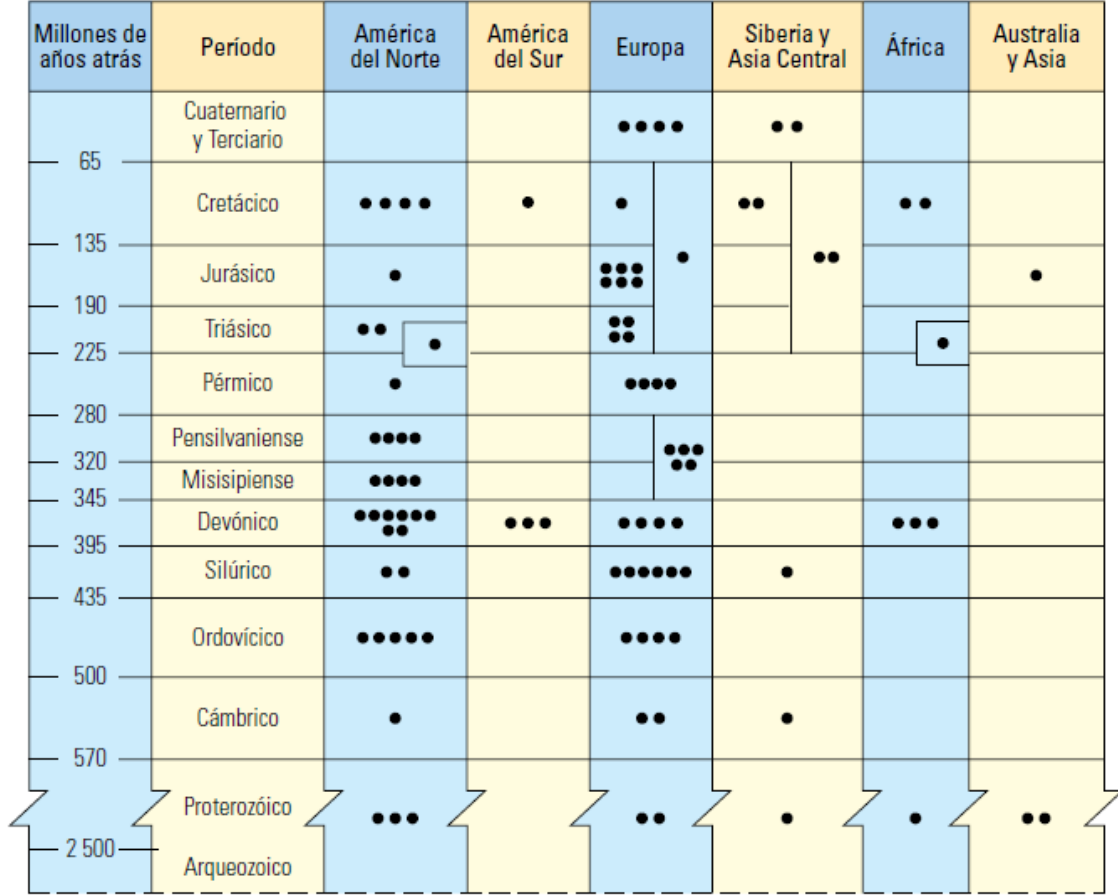 Millones de
años atrás
Período
América
del Norte
América
del Sur
Europa
Siberia y
Asia Central
África
Australia
y Asia
Cuaternario
y Terciario
65
Cretácico
135
Jurásico
190
Triásico
225
Pérmico
280
Pensilvaniense
320
Misisipiense
345
Devónico
395
Silúrico
435
Ordovícico
500
Cámbrico
570
Proterozóico
2 500
Arqueozoico